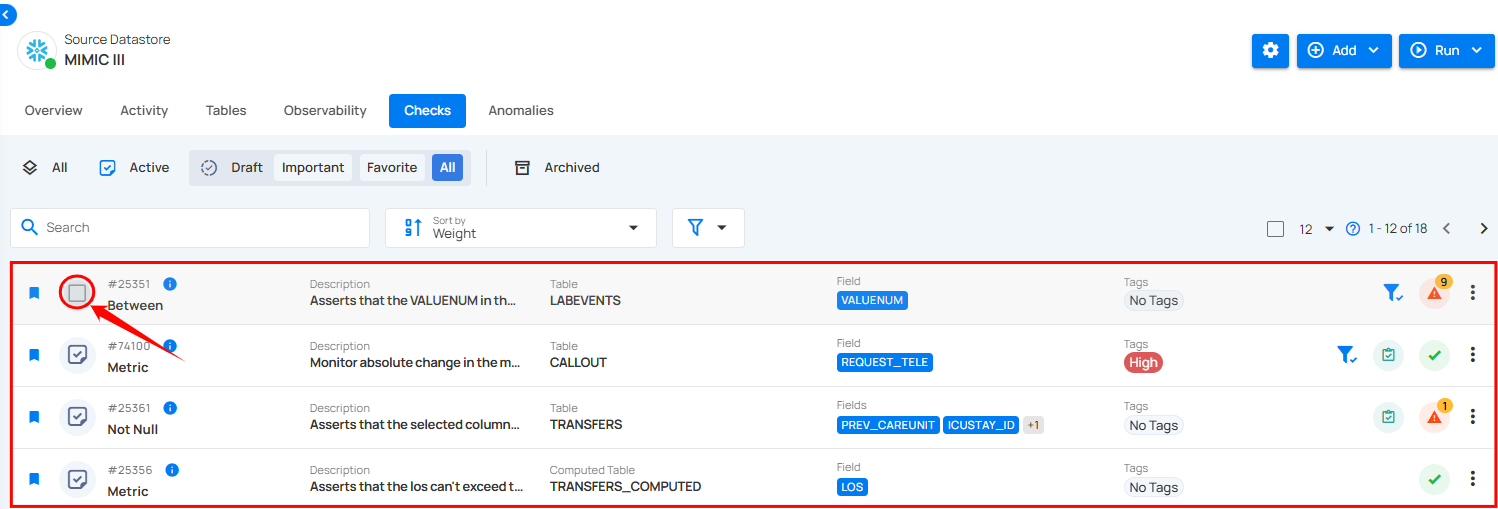 Source Datastore
MIMIC III
Add
Run
Overview Activity Tables Observability Checks Anomalies
All Active Draft Important Favorite All Archived
Search
Sort by
Weight
12 1 - 12 of 18
#25351 Description Table Field Tags 9
Between Asserts that the VALUENUM in th... LABEVENTS VALUENUM No Tags
#74100 Description Table Field Tags
Metric Monitor absolute change in the m... CALLOUT REQUEST_TELE High
#25361 Description Table Fields Tags 1
Not Null Asserts that the selected column... TRANSFERS PREV_CAREUNIT ICUSTAY_ID +1 No Tags
#25356 Description Computed Table Field Tags
Metric Asserts that the los can't exceed t... TRANSFERS_COMPUTED LOS No Tags